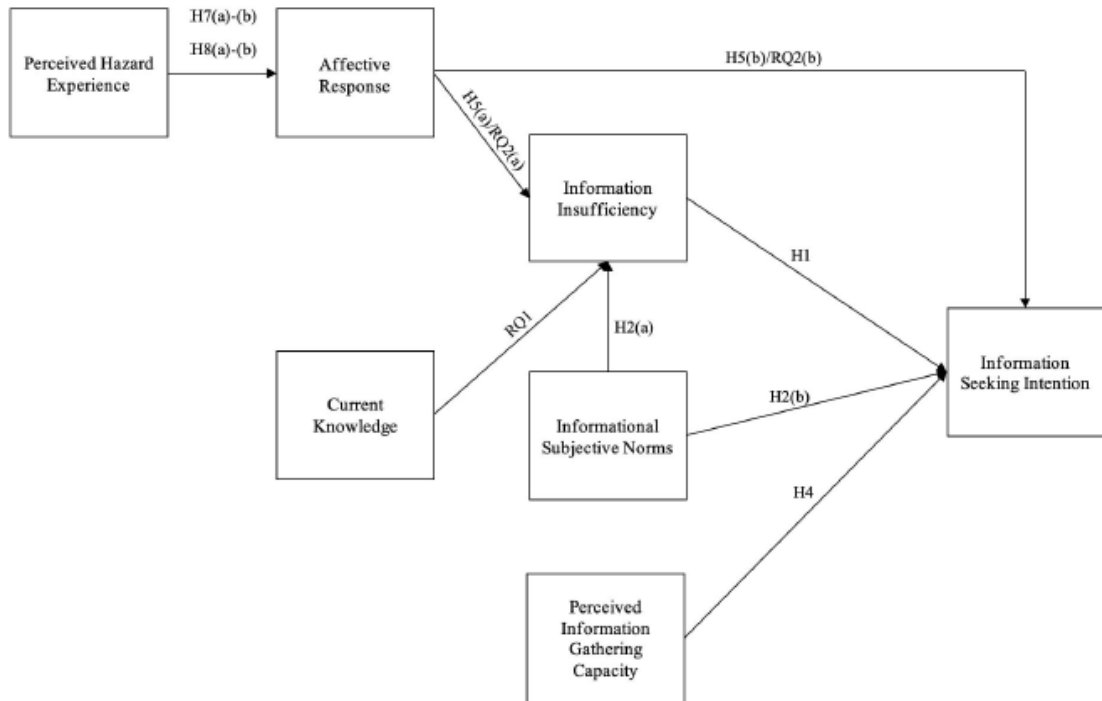 H7(a)-(b)
H8(a)-(b)
Perceived Hazard
Experience
Affective
Response
H5(b)/RQ2(b)
H5(a)/RQ2(a)
Information
Insufficiency
H1
RQ1
H2(a)
Information
Seeking Intention
Current
Knowledge
Informational
Subjective Norms
H2(b)
H4
Perceived
Information
Gathering
Capacity